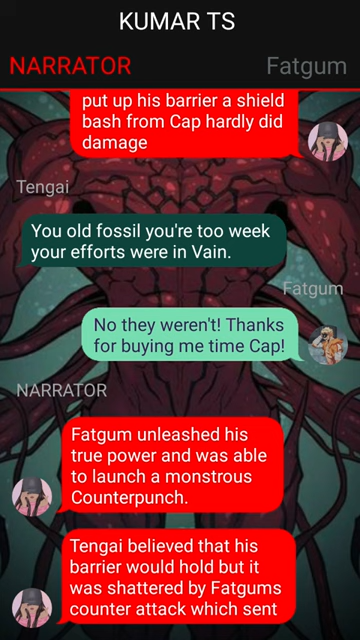 KUMAR TS
NARRATOR
Fatgum
put up his barrier a shield
bash from Cap hardly did
damage
Tengai
You old fossil you're too week
your efforts were in Vain.
Fatgum
No they weren't! Thanks
for buying me time Cap!
NARRATOR
Fatgum unleashed his
true power and was able
to launch a monstrous
Counterpunch.
Tengai believed that his
barrier would hold but it
was shattered by Fatgums
counter attack which sent